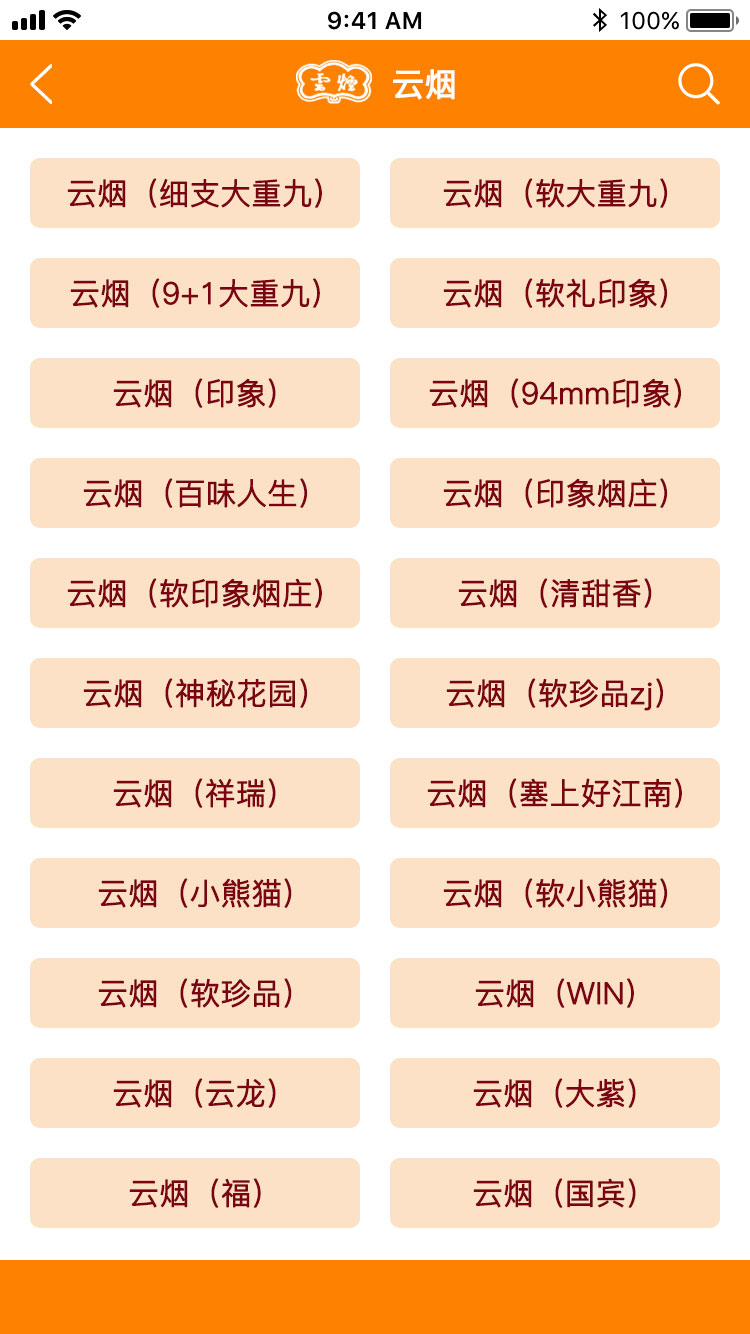 9:41 AM 100%
雲煙 云烟
云烟（细支大重九） 云烟（软大重九）
云烟（9+1大重九） 云烟（软礼印象）
云烟（印象） 云烟（94mm印象）
云烟（百味人生） 云烟（印象烟庄）
云烟（软印象烟庄） 云烟（清甜香）
云烟（神秘花园） 云烟（软珍品zj）
云烟（祥瑞） 云烟（塞上好江南）
云烟（小熊猫） 云烟（软小熊猫）
云烟（软珍品） 云烟（WIN）
云烟（云龙） 云烟（大紫）
云烟（福） 云烟（国宾）